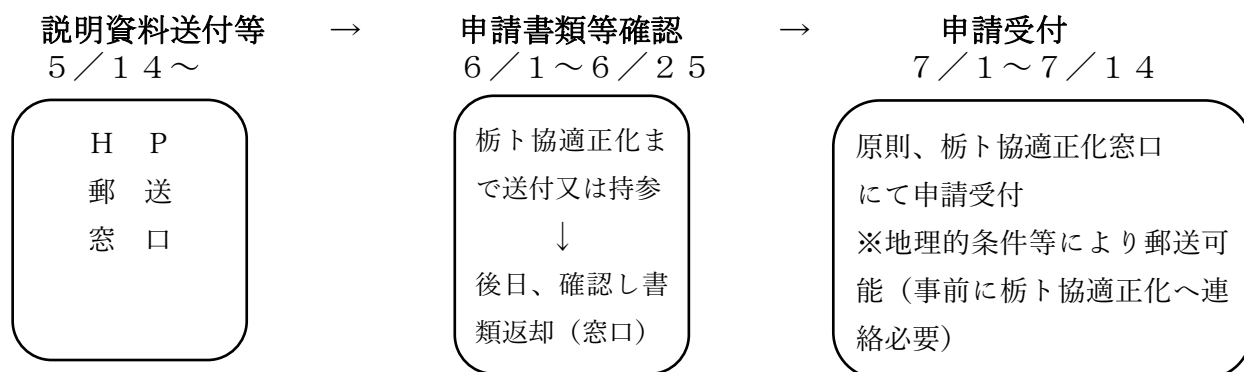 説明資料送付等 → 申請書類等確認 → 申請受付
5／14～ 6／1～6／25 7／1～7／14
H P
郵 送
窓 口
栃ト協適正化ま
で送付又は持参
↓
後日、確認し書
類返却（窓口）
原則、栃ト協適正化窓口
にて申請受付
※地理的条件等により郵送可
能（事前に栃ト協適正化へ連
絡必要）